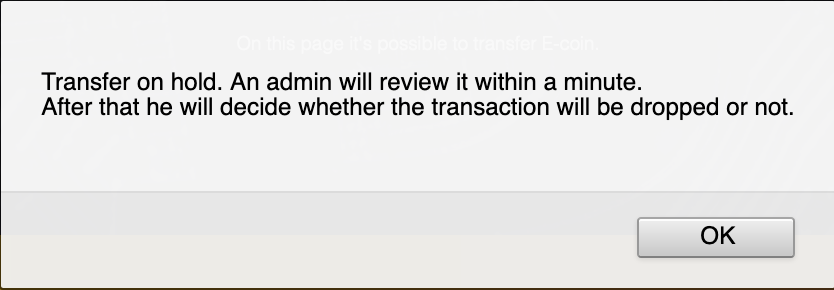 On this page it's possible to transfer E-coin.
Transfer on hold. An admin will review it within a minute.
After that he will decide whether the transaction will be dropped or not.
OK